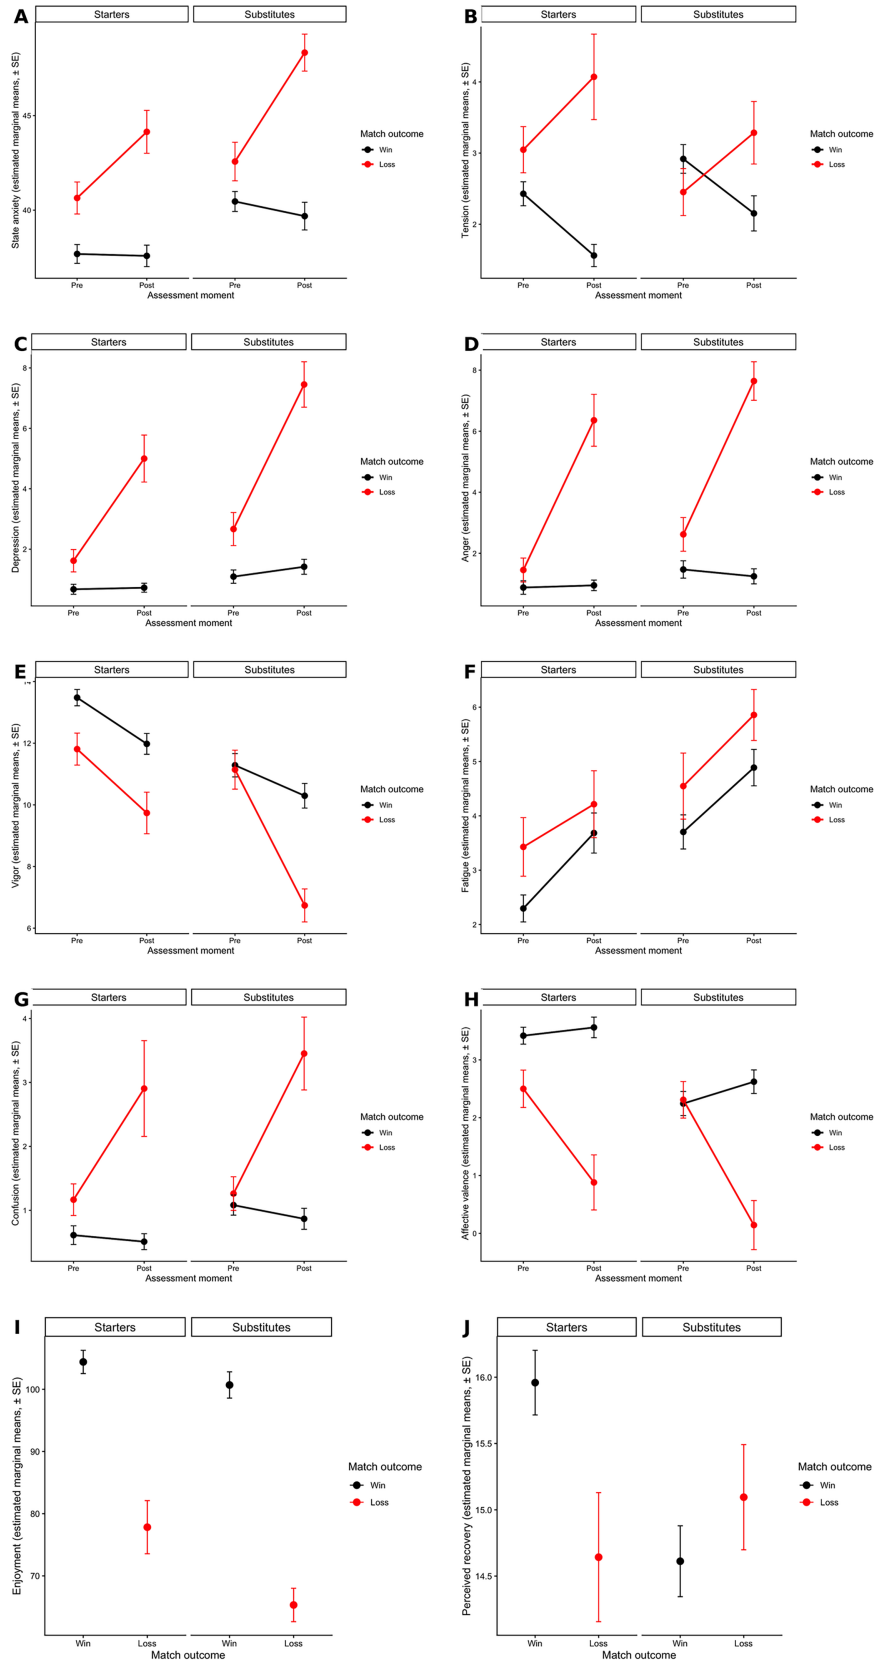 A
Starters
Substitutes
State anxiety (estimated marginal means, ± SE)
45
40
Pre
Post
Pre
Post
Assessment moment
Match outcome
Win
Loss
B
Starters
Substitutes
Tension (estimated marginal means, ± SE)
4
3
2
Pre
Post
Pre
Post
Assessment moment
Match outcome
Win
Loss
C
Starters
Substitutes
Depression (estimated marginal means, ± SE)
8
6
4
2
Pre
Post
Pre
Post
Assessment moment
Match outcome
Win
Loss
D
Starters
Substitutes
Anger (estimated marginal means, ± SE)
8
6
4
2
Pre
Post
Pre
Post
Assessment moment
Match outcome
Win
Loss
E
Starters
Substitutes
Vigor (estimated marginal means, ± SE)
14
12
10
8
6
Pre
Post
Pre
Post
Assessment moment
Match outcome
Win
Loss
F
Starters
Substitutes
Fatigue (estimated marginal means, ± SE)
6
5
4
3
2
Pre
Post
Pre
Post
Assessment moment
Match outcome
Win
Loss
G
Starters
Substitutes
Confusion (estimated marginal means, ± SE)
4
3
2
1
Pre
Post
Pre
Post
Assessment moment
Match outcome
Win
Loss
H
Starters
Substitutes
Affective valence (estimated marginal means, ± SE)
3
2
1
0
Pre
Post
Pre
Post
Assessment moment
Match outcome
Win
Loss
I
Starters
Substitutes
Enjoyment (estimated marginal means, ± SE)
100
90
80
70
Win
Loss
Win
Loss
Match outcome
Match outcome
Win
Loss
J
Starters
Substitutes
Perceived recovery (estimated marginal means, ± SE)
16.0
15.5
15.0
14.5
Win
Loss
Win
Loss
Match outcome
Match outcome
Win
Loss